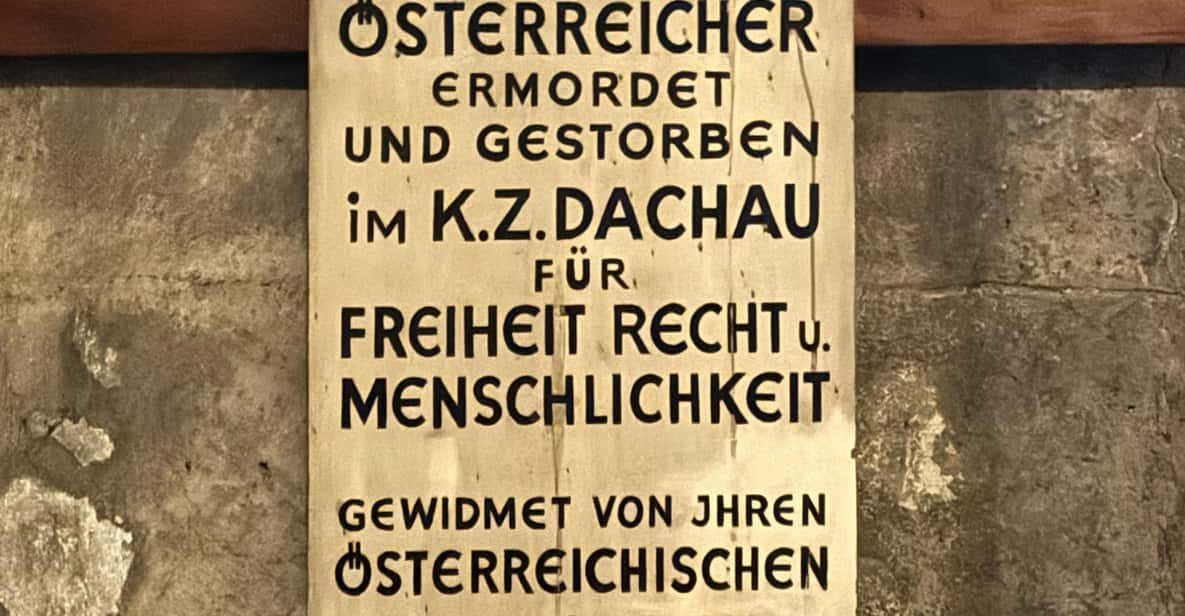 ÖSTERREICHER
ERMORDET
UND GESTORBEN
iM K.Z. DACHAU
FÜR
FREIHEIT RECHT u.
MENSCHLICHKEIT
GEWIDMET VON JHREN
ÖSTERREICHISCHEN